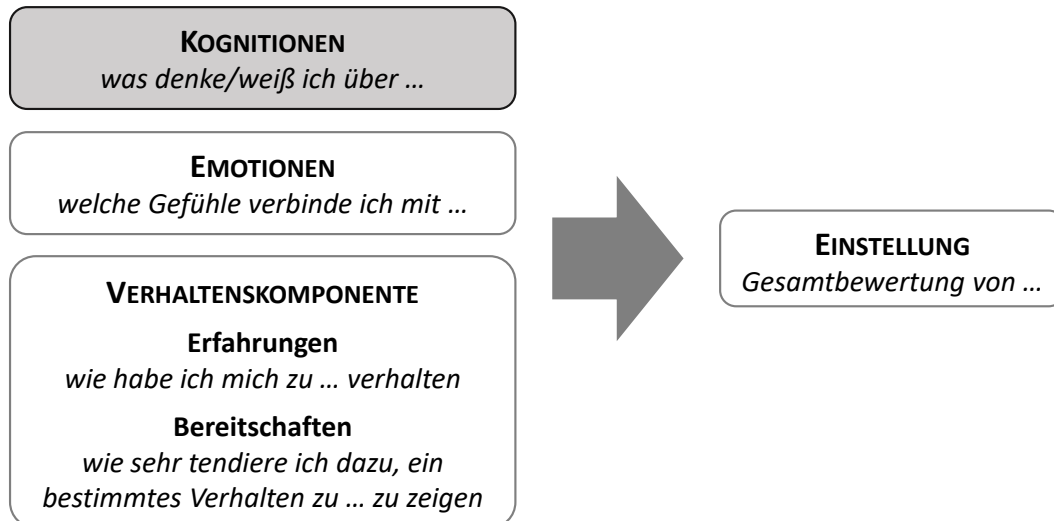 KOGNITIONEN
was denke/weiß ich über …
EMOTIONEN
welche Gefühle verbinde ich mit …
VERHALTENSKOMPONENTE
Erfahrungen
wie habe ich mich zu … verhalten
Bereitschaften
wie sehr tendiere ich dazu, ein
bestimmtes Verhalten zu … zu zeigen
EINSTELLUNG
Gesamtbewertung von …